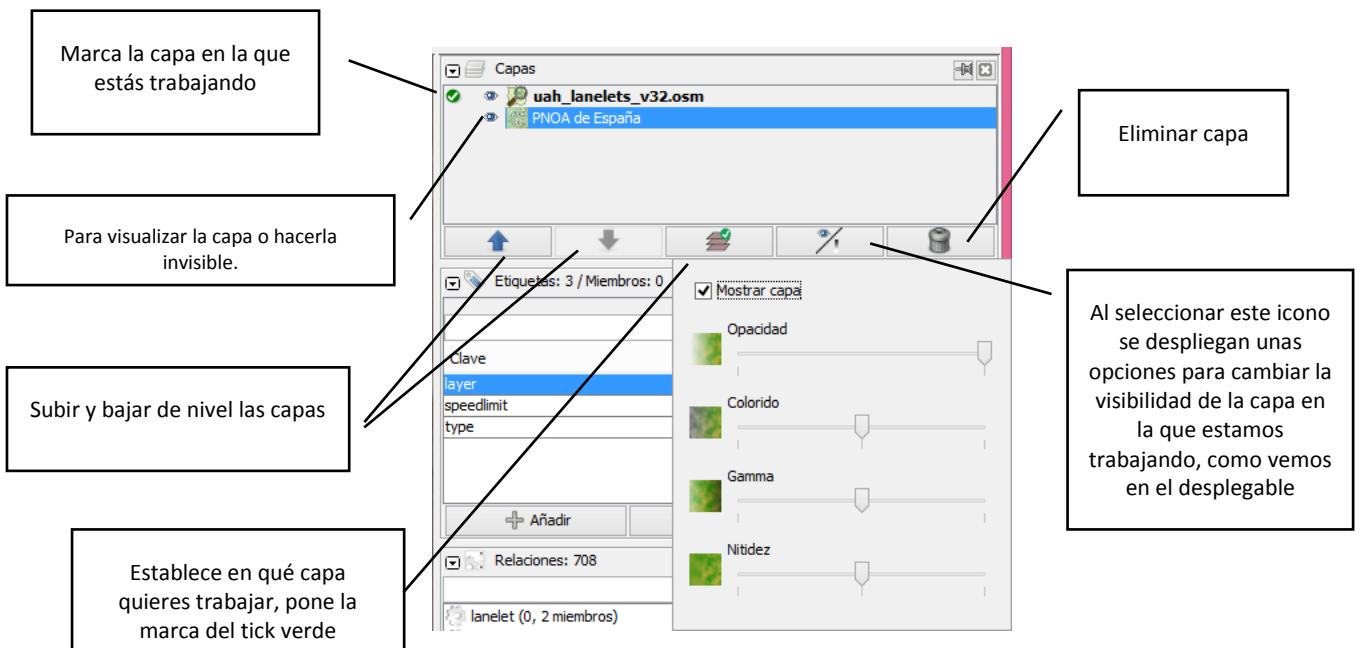 Marca la capa en la que
estás trabajando
Para visualizar la capa o hacerla
invisible.
Subir y bajar de nivel las capas
Establece en qué capa
quieres trabajar, pone la
marca del tick verde
Capas
uah_lanelets_v32.osm
PNOA de España
Etiquetas: 3 / Miembros: 0
Clave
layer
speedlimit
type
Añadir
Relaciones: 708
lanelet (0, 2 miembros)
Mostrar capa
Opacidad
Colorido
Gamma
Nitidez
Eliminar capa
Al seleccionar este icono
se despliegan unas
opciones para cambiar la
visibilidad de la capa en
la que estamos
trabajando, como vemos
en el desplegable